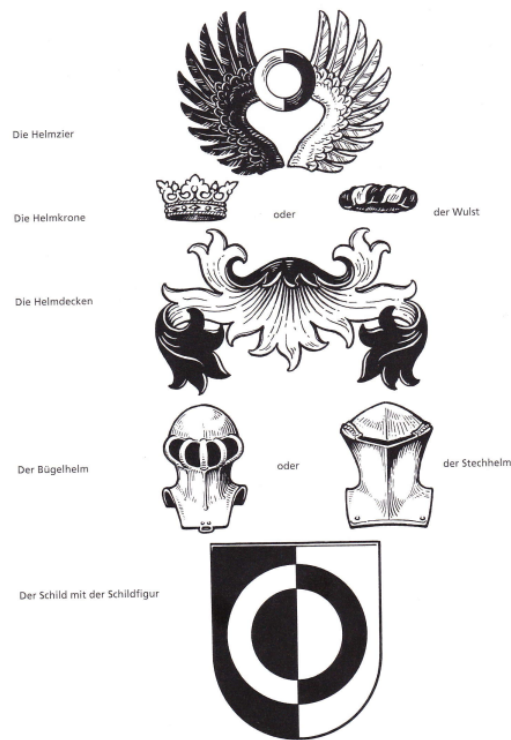 Die Helmzier
Die Helmkrone
oder
der Wulst
Die Helmdecken
Der Bügelhelm
oder
der Stechhelm
Der Schild mit der Schildfigur